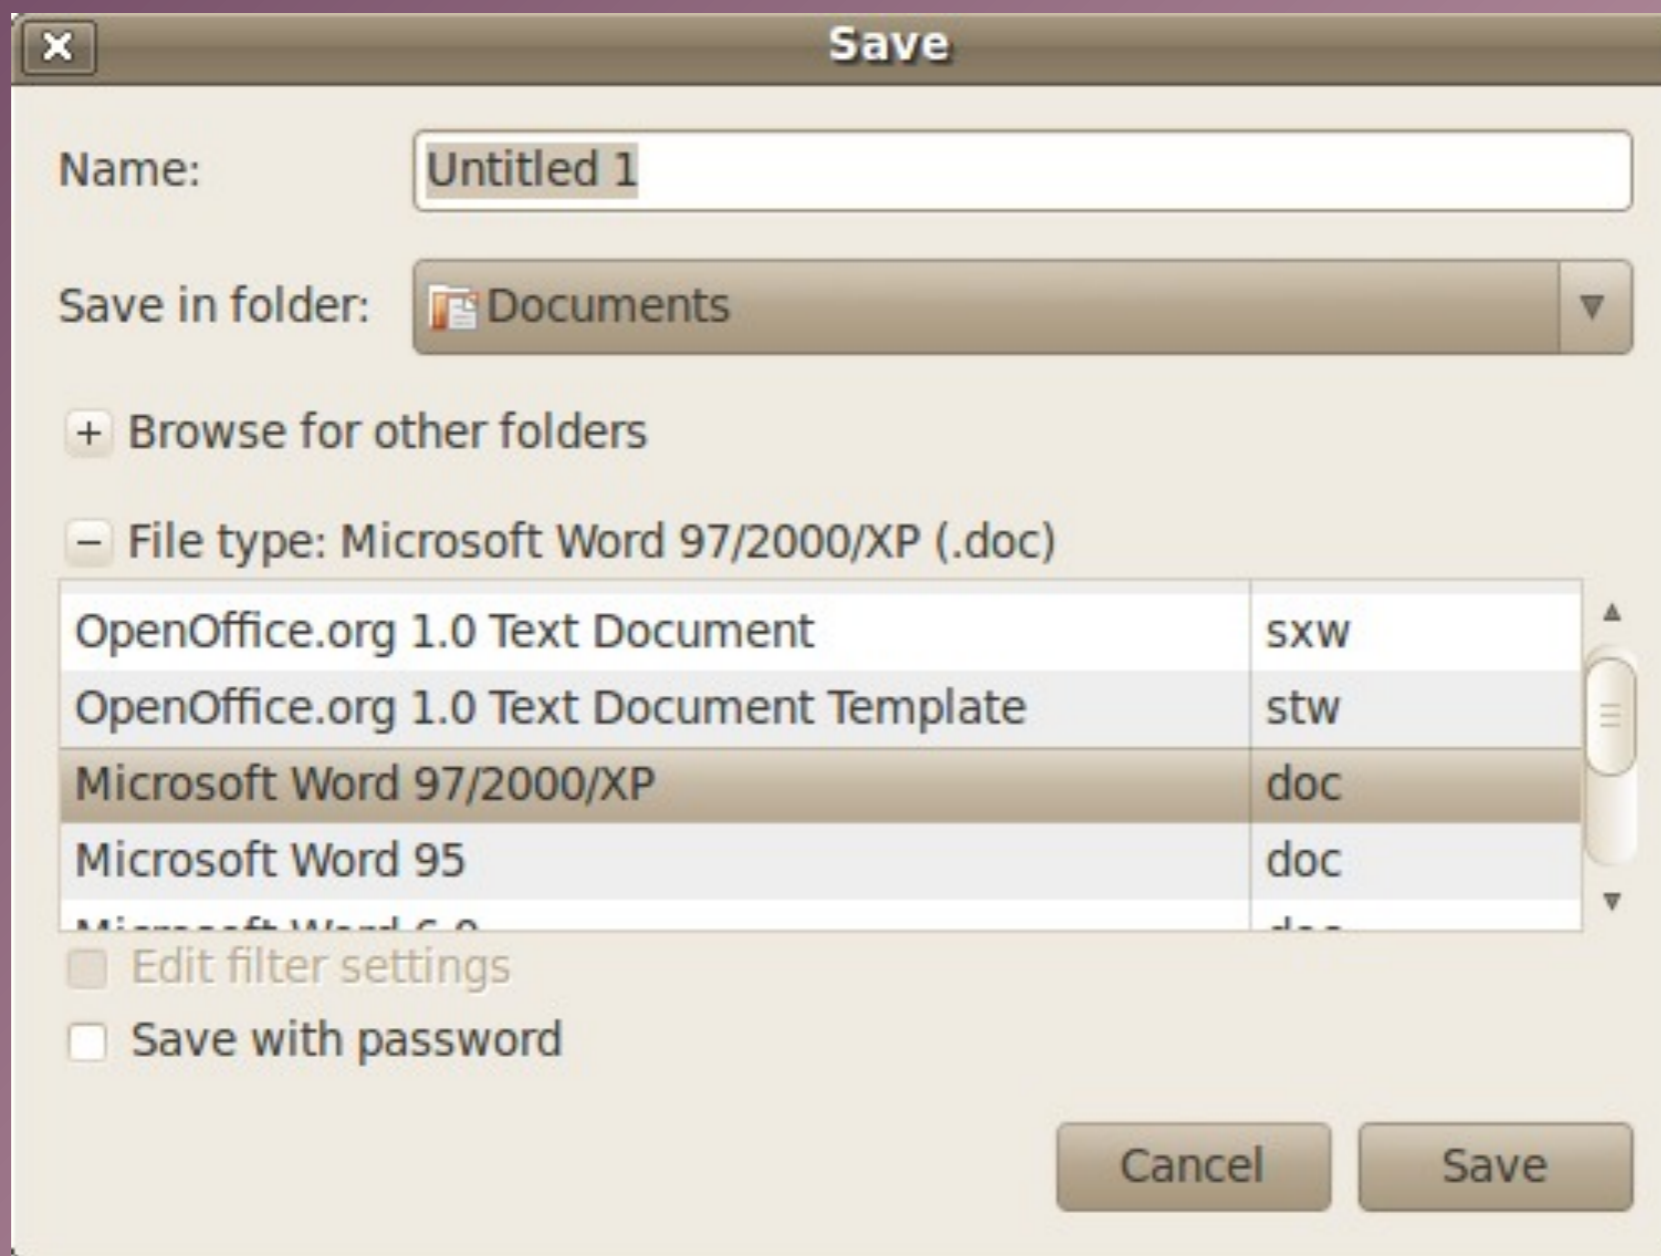 Save
Name: Untitled 1
Save in folder: Documents
Browse for other folders
File type: Microsoft Word 97/2000/XP (.doc)
OpenOffice.org 1.0 Text Document sxw
OpenOffice.org 1.0 Text Document Template stw
Microsoft Word 97/2000/XP doc
Microsoft Word 95 doc
Microsoft Word
Edit filter settings
Save with password
Cancel Save